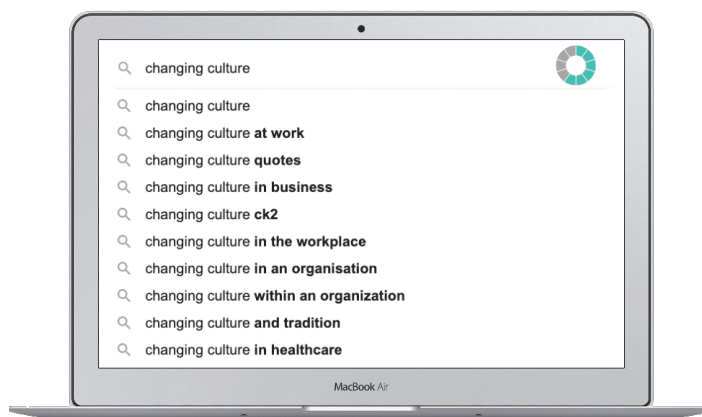 changing culture
changing culture
changing culture at work
changing culture quotes
changing culture in business
changing culture ck2
changing culture in the workplace
changing culture in an organisation
changing culture within an organization
changing culture and tradition
changing culture in healthcare
MacBook Air